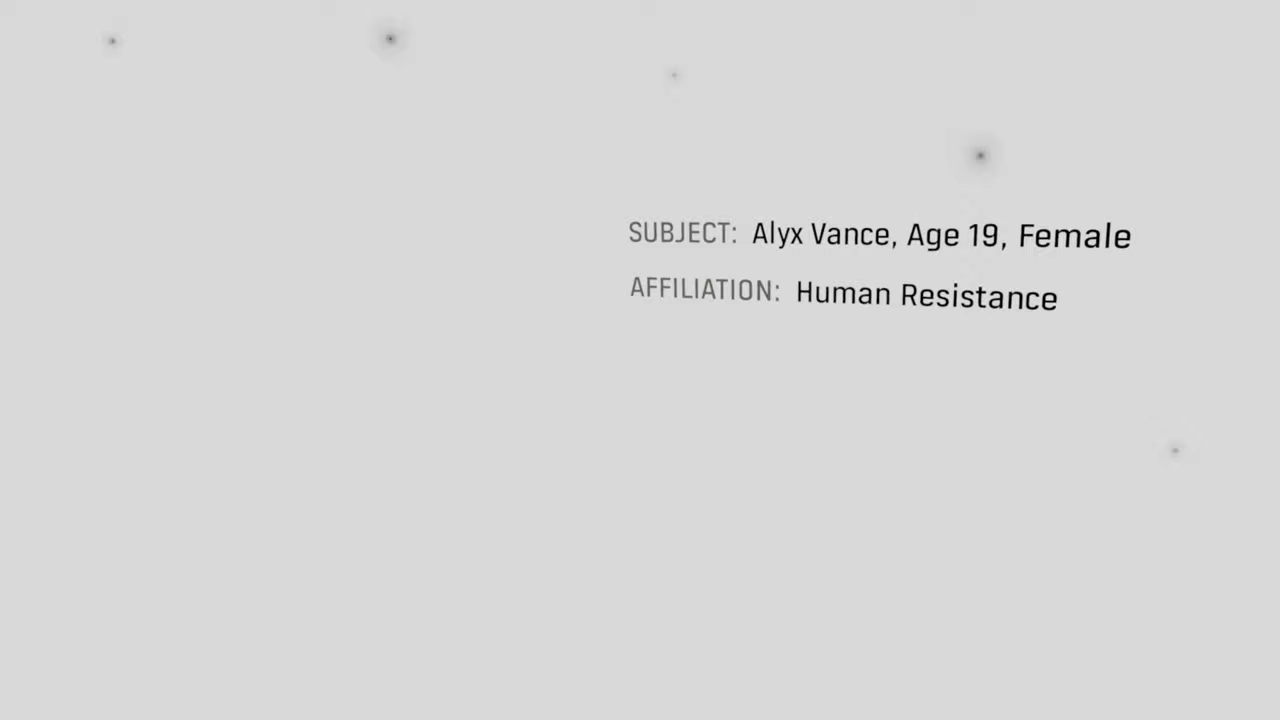 SUBJECT: Alyx Vance, Age 19, Female
AFFILIATION: Human Resistance